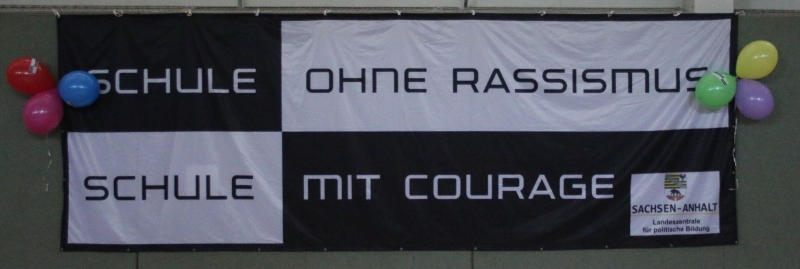 SCHULE OHNE RASSISMUS
SCHULE MIT COURAGE
SACHSEN-ANHALT
Landeszentrale
für politische Bildung